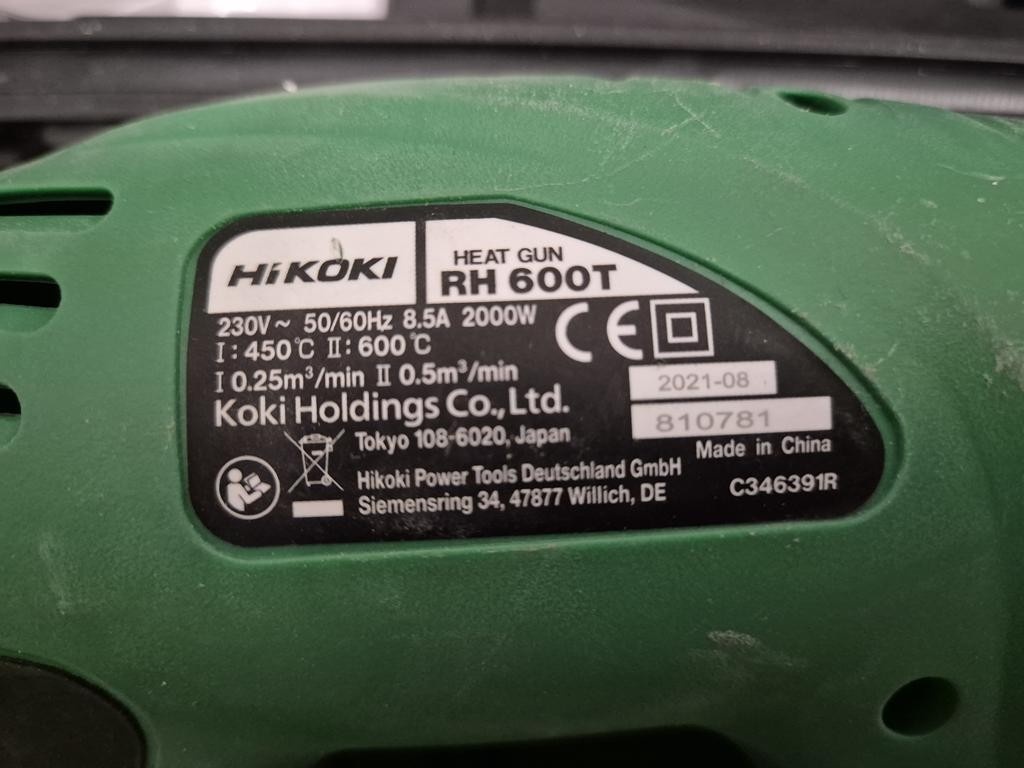 HiKOKI
HEAT GUN
RH 600T
230V~ 50/60Hz 8.5A 2000W
I : 450℃ II : 600℃
I 0.25m³/min II 0.5m³/min
CE
2021-08
810781
Koki Holdings Co., Ltd.
Tokyo 108-6020, Japan
Made in China
Hikoki Power Tools Deutschland GmbH
Siemensring 34, 47877 Willich, DE
C346391R